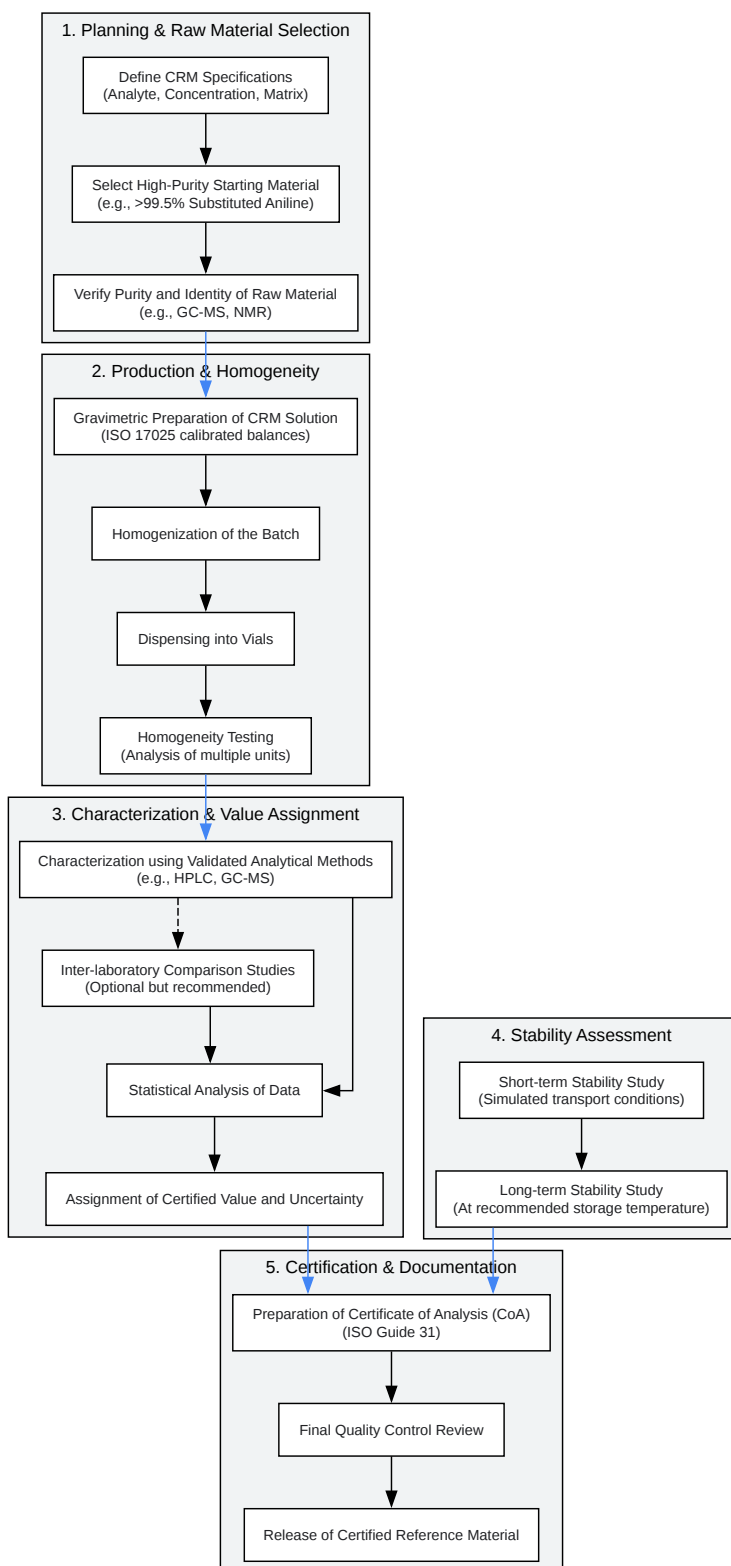 1. Planning & Raw Material Selection
Define CRM Specifications
(Analyte, Concentration, Matrix)
Select High-Purity Starting Material
(e.g., >99.5% Substituted Aniline)
Verify Purity and Identity of Raw Material
(e.g., GC-MS, NMR)
2. Production & Homogeneity
Gravimetric Preparation of CRM Solution
(ISO 17025 calibrated balances)
Homogenization of the Batch
Dispensing into Vials
Homogeneity Testing
(Analysis of multiple units)
3. Characterization & Value Assignment
Characterization using Validated Analytical Methods
(e.g., HPLC, GC-MS)
Inter-laboratory Comparison Studies
(Optional but recommended)
Statistical Analysis of Data
Assignment of Certified Value and Uncertainty
4. Stability Assessment
Short-term Stability Study
(Simulated transport conditions)
Long-term Stability Study
(At recommended storage temperature)
5. Certification & Documentation
Preparation of Certificate of Analysis (CoA)
(ISO Guide 31)
Final Quality Control Review
Release of Certified Reference Material